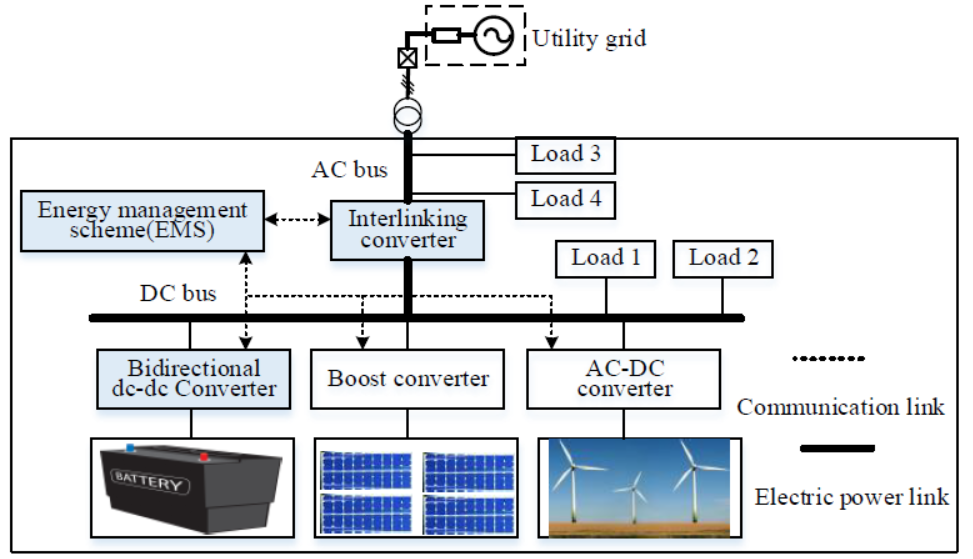 Utility grid
Load 3
AC bus
Load 4
Energy management
scheme(EMS)
Interlinking
converter
Load 1
Load 2
DC bus
Bidirectional
dc-dc Converter
Boost converter
AC-DC
converter
Communication link
BATTERY
Electric power link